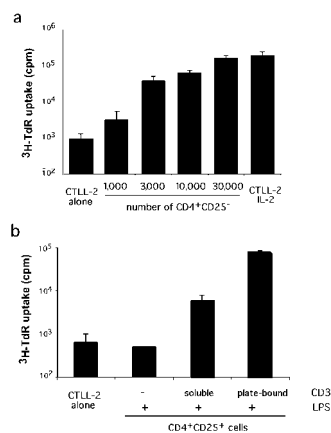 a
³H-TdR uptake (cpm)
10⁶
10⁵
10⁴
10³
10²
CTLL-2 alone
1,000 3,000 10,000 30,000
CTLL-2 IL-2
number of CD4⁺CD25⁻
b
³H-TdR uptake (cpm)
10⁵
10⁴
10³
10²
CTLL-2 alone
- soluble plate-bound CD3
+ + + LPS
CD4⁺CD25⁺ cells